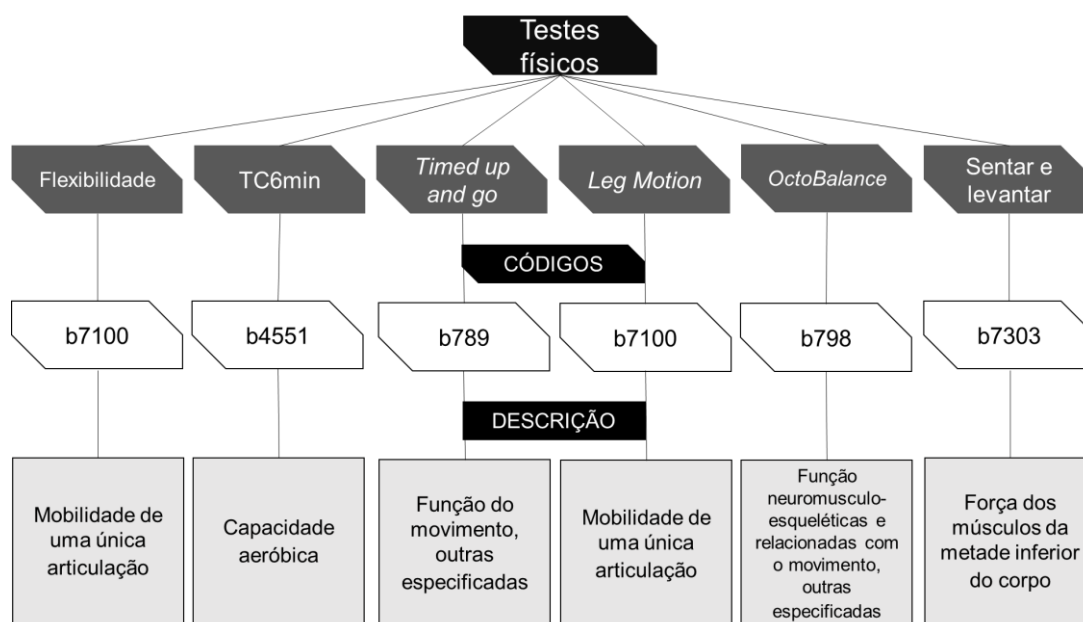 Testes
físicos
Flexibilidade
TC6min
Timed up
and go
Leg Motion
OctoBalance
Sentar e
levantar
CÓDIGOS
b7100
b4551
b789
b7100
b798
b7303
DESCRIÇÃO
Mobilidade de
uma única
articulação
Capacidade
aeróbica
Função do
movimento,
outras
especificadas
Mobilidade de
uma única
articulação
Função
neuromusculo-
esqueléticas e
relacionadas com
o movimento,
outras
especificadas
Força dos
músculos da
metade inferior
do corpo